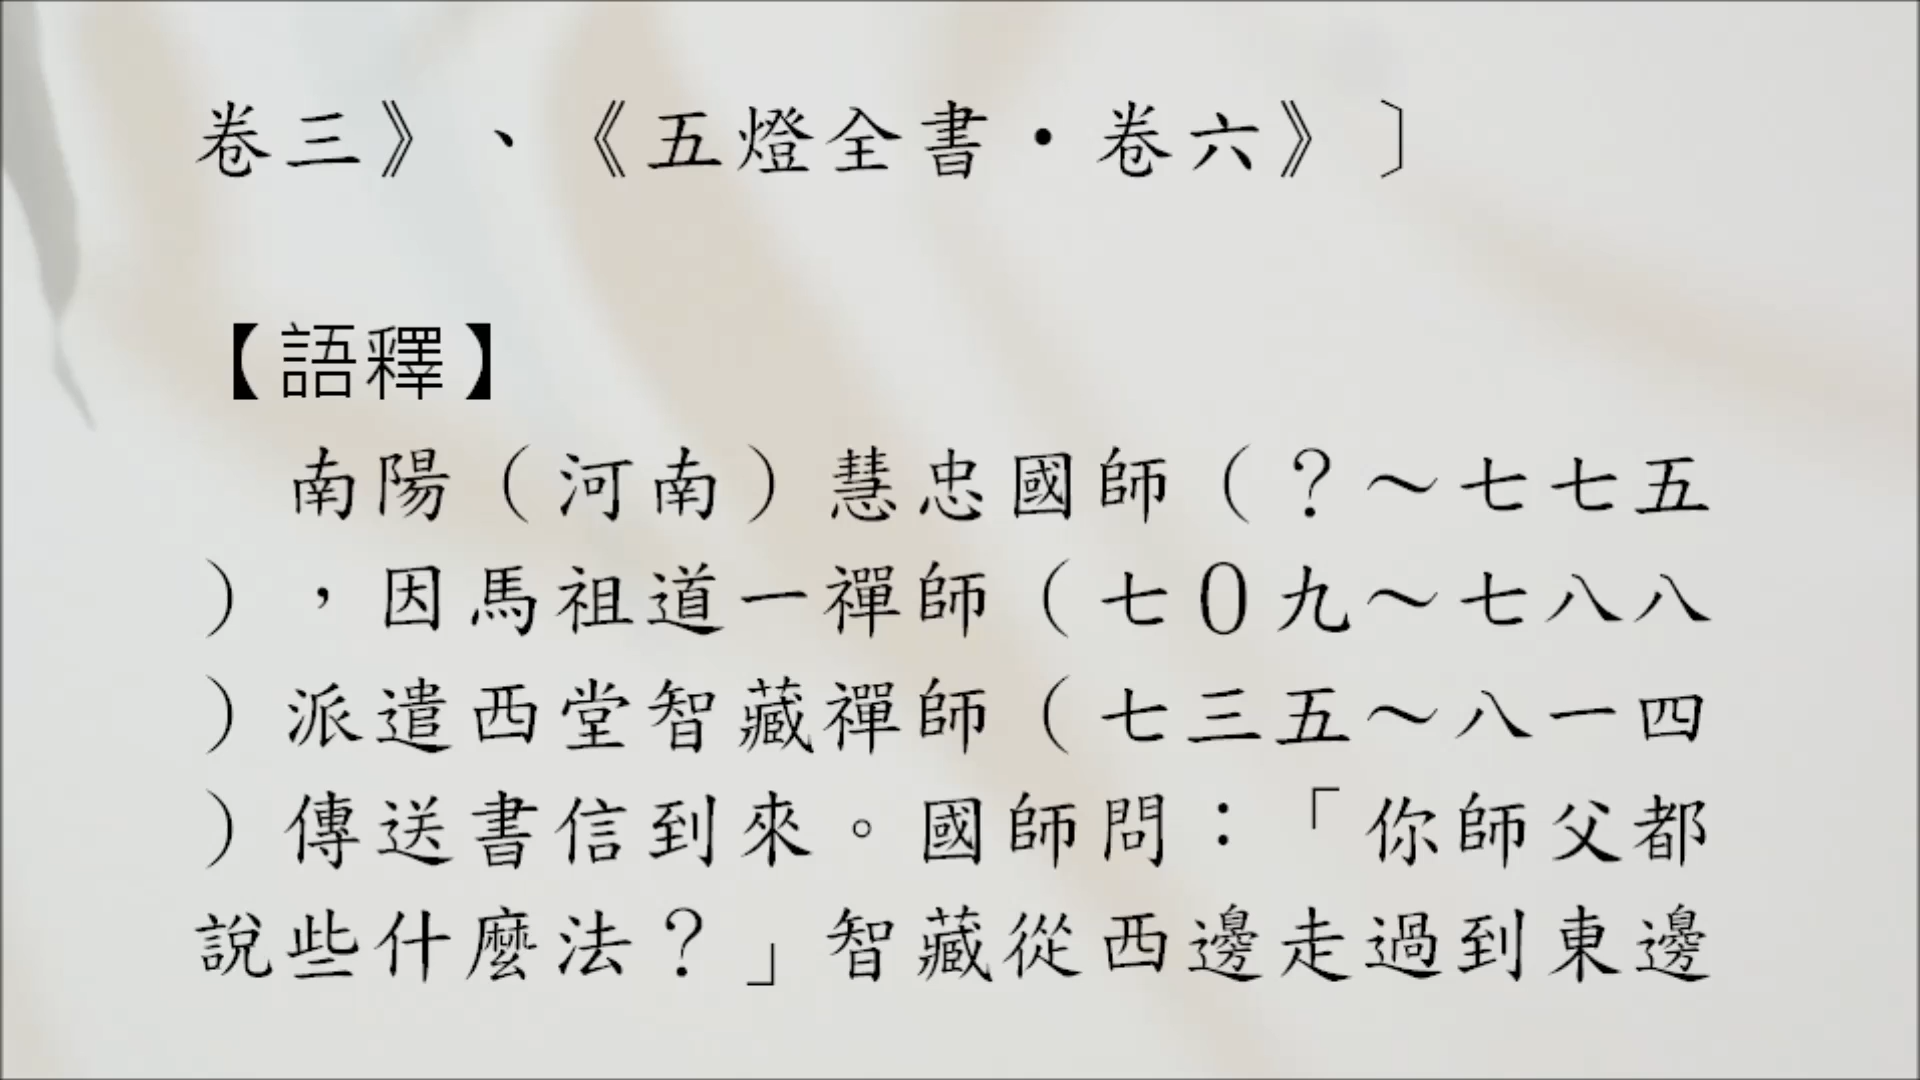 卷三》、《五燈全書·卷六》〕
【語釋】
南陽（河南）慧忠國師（？～七七五
），因馬祖道一禪師（七０九～七八八
）派遣西堂智藏禪師（七三五～八一四
）傳送書信到來。國師問：「你師父都
說些什麼法？」智藏從西邊走過到東邊